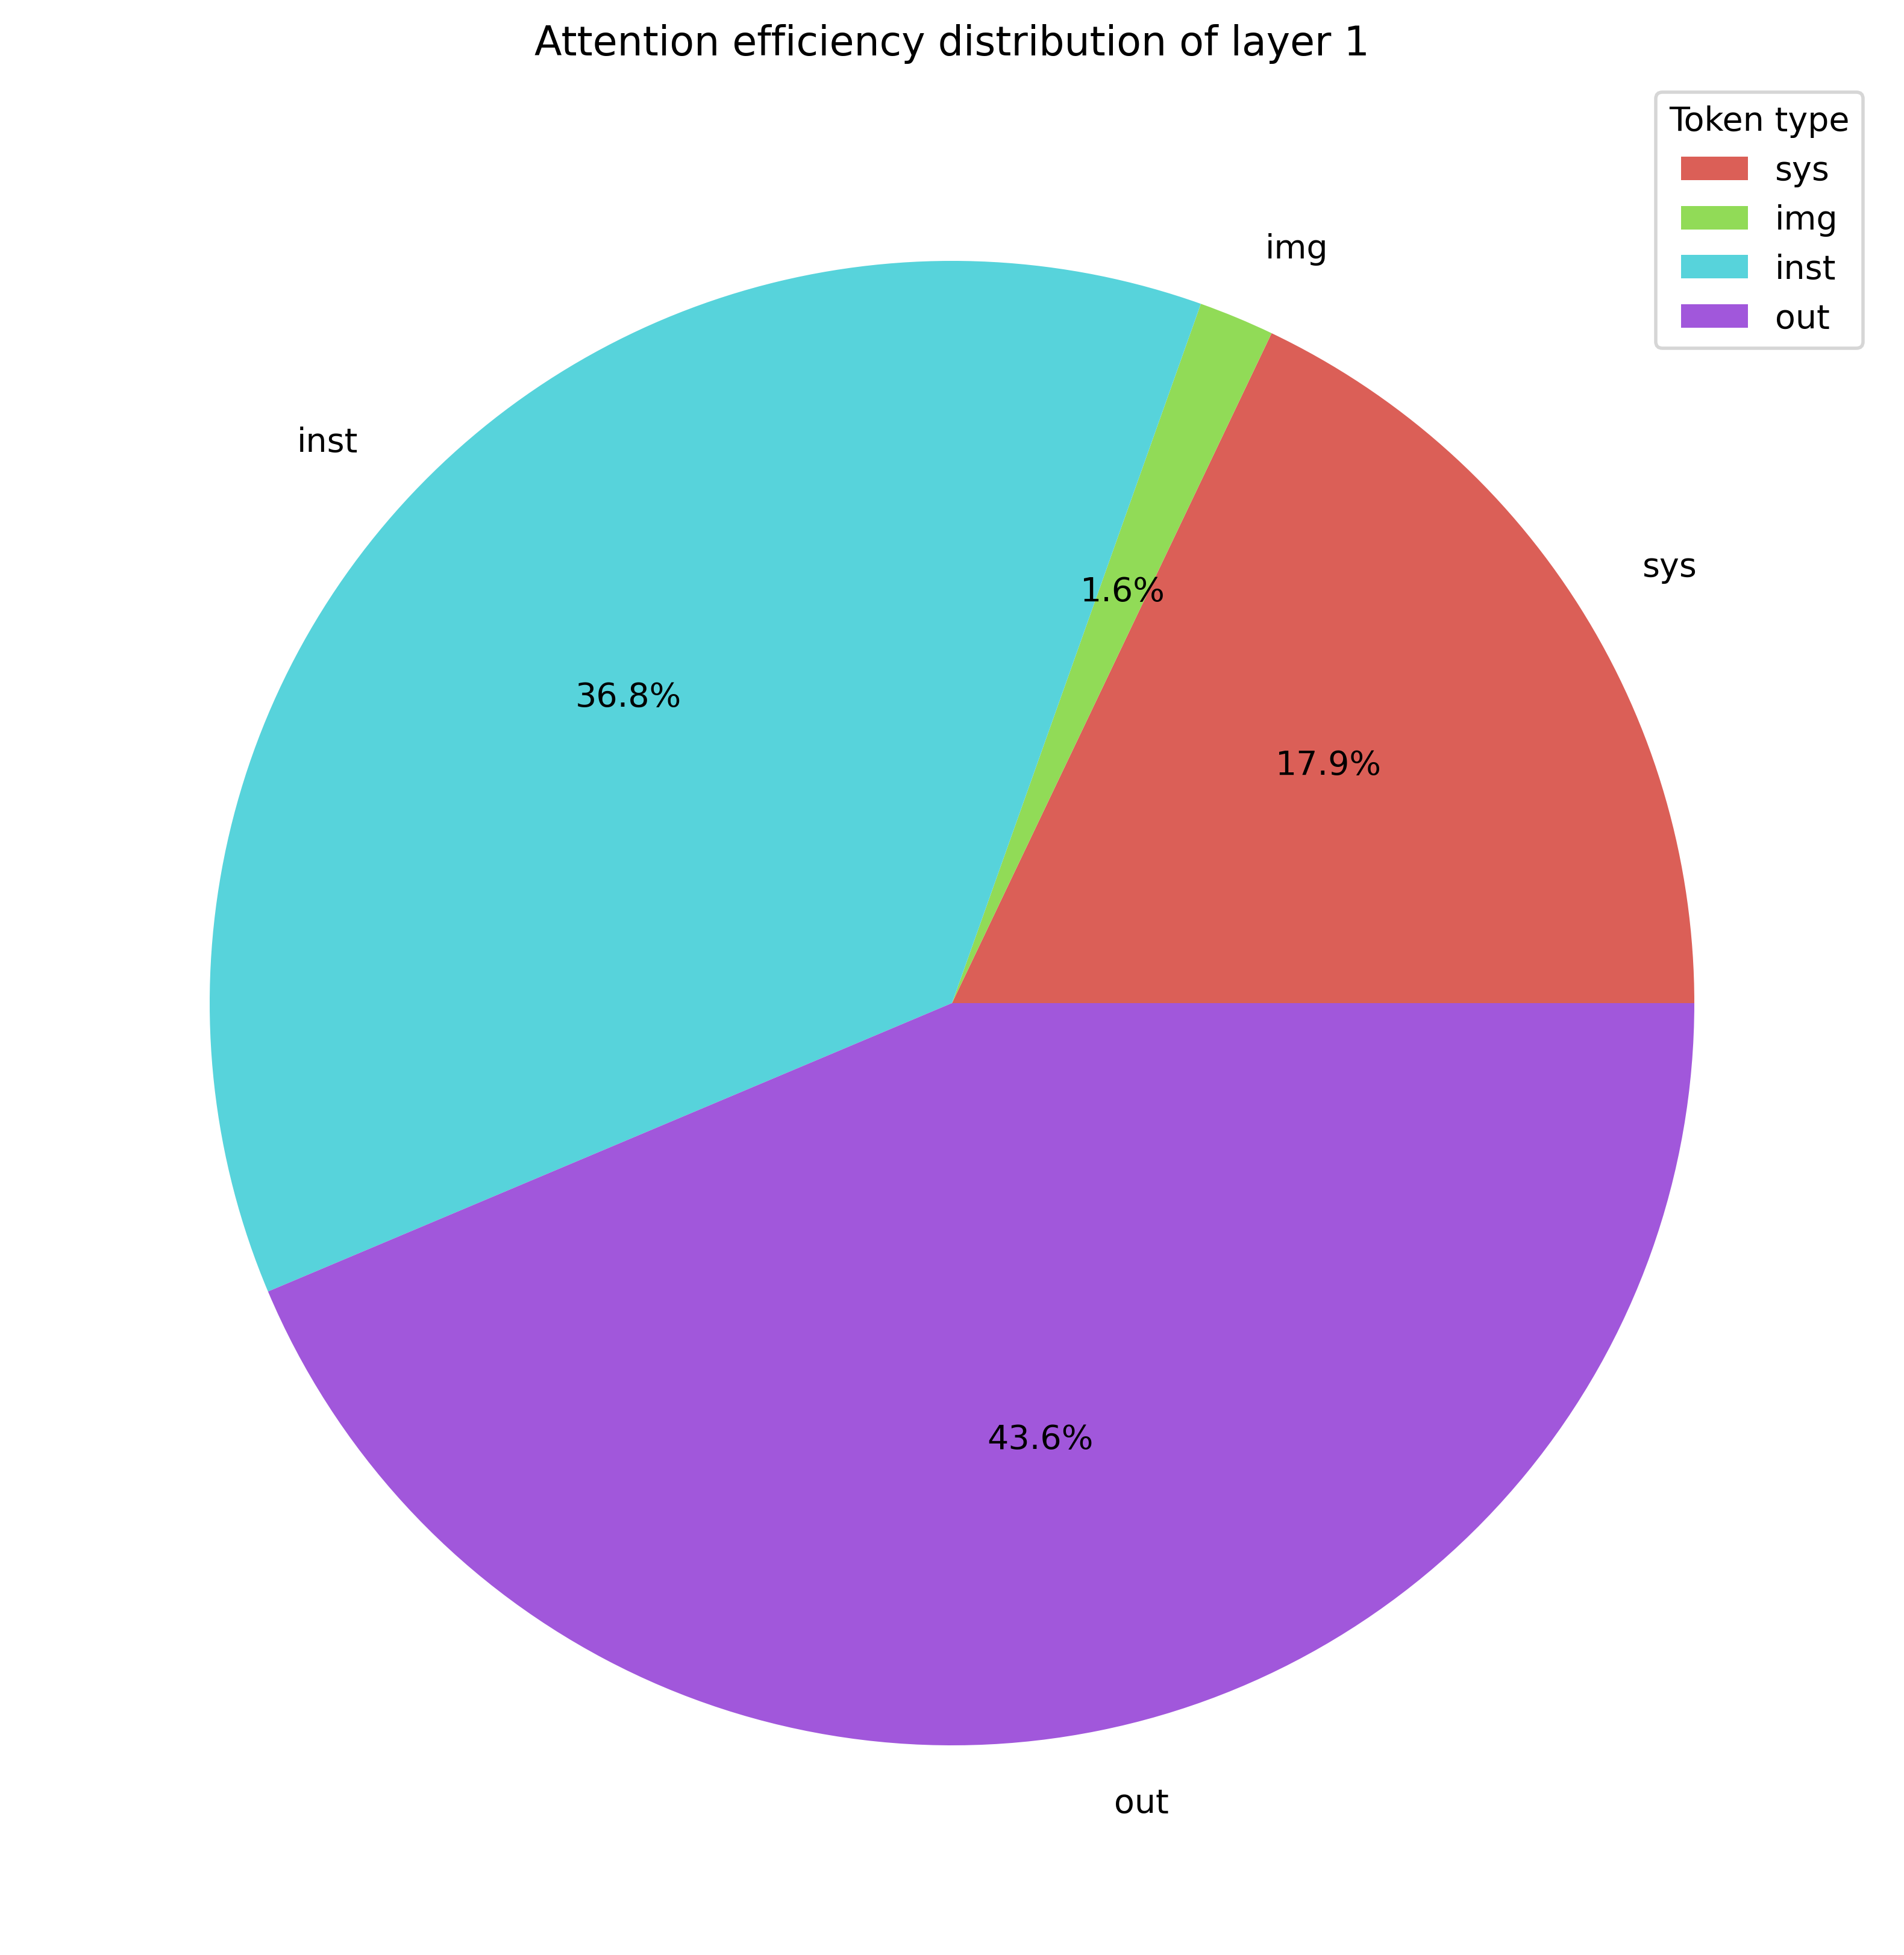 Attention efficiency distribution of layer 1
Token type
sys
img
inst
out
img
inst
sys
1.6%
36.8%
17.9%
43.6%
out